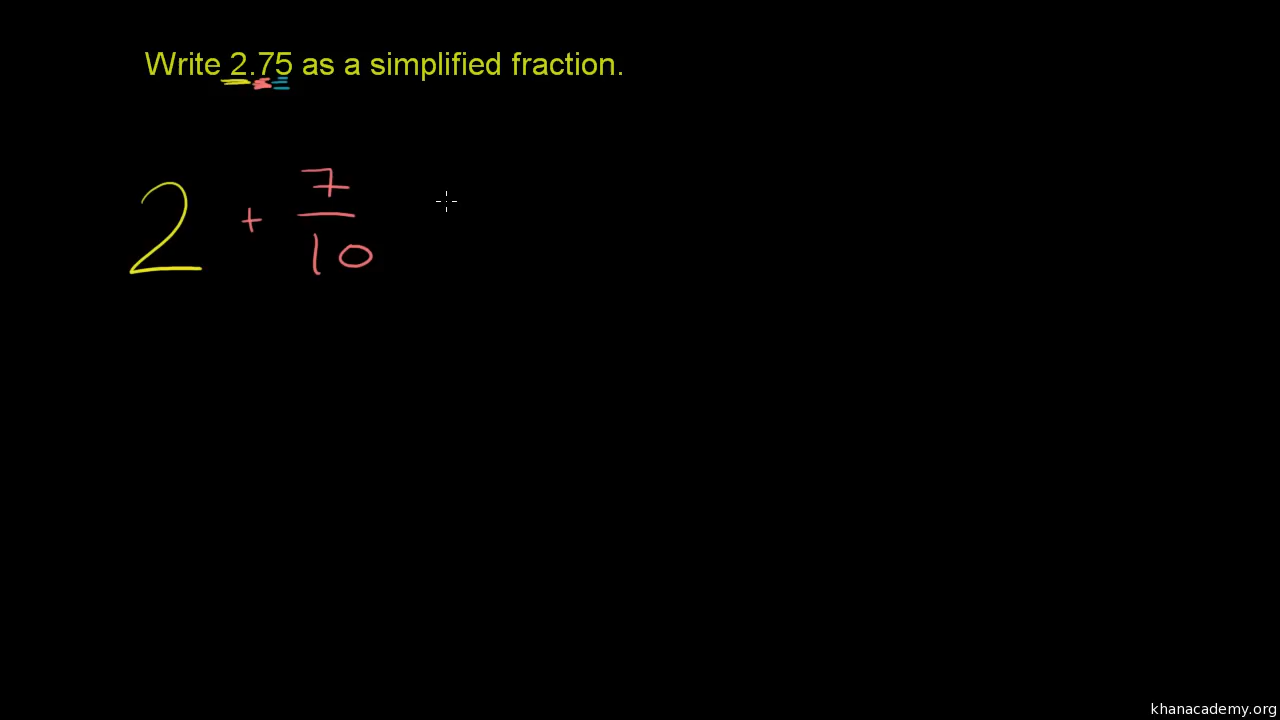 Write 2.75 as a simplified fraction.
2 + 7/10
khanacademy.org